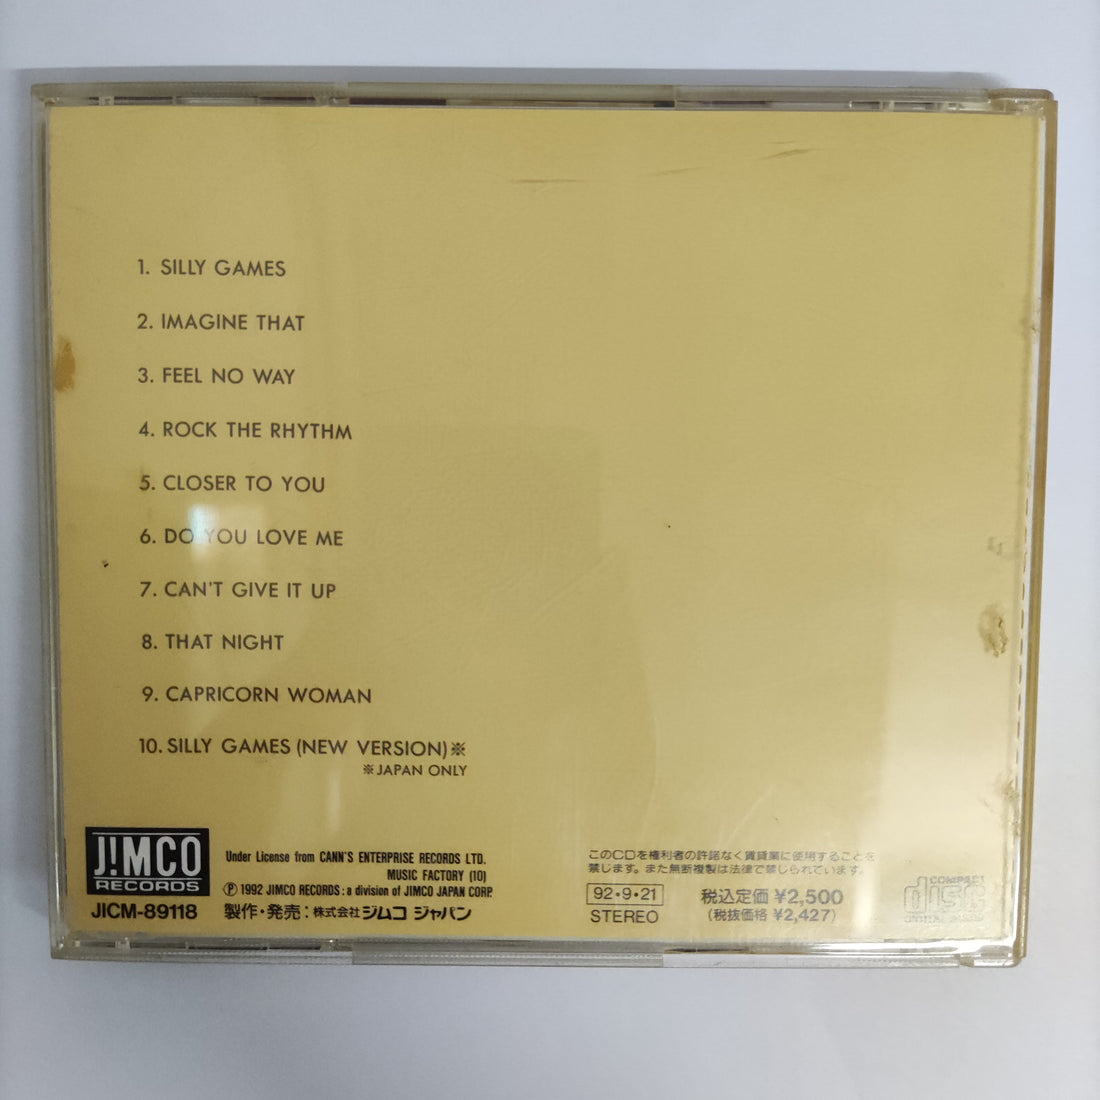 1. SILLY GAMES
2. IMAGINE THAT
3. FEEL NO WAY
4. ROCK THE RHYTHM
5. CLOSER TO YOU
6. DO YOU LOVE ME
7. CAN'T GIVE IT UP
8. THAT NIGHT
9. CAPRICORN WOMAN
10. SILLY GAMES (NEW VERSION)※
※JAPAN ONLY
J!MCO
RECORDS
JICM-89118
Under License from CANN'S ENTERPRISE RECORDS LTD.
MUSIC FACTORY (10)
Ⓟ 1992 JIMCO RECORDS : a division of JIMCO JAPAN CORP.
製作・発売：株式会社ジムコ ジャパン
このCDを権利者の許諾なく賃貸業に使用することを
禁じます。また無断複製は法律で禁じられています。
92・9・21
STEREO
税込定価 ¥2,500
(税抜価格 ¥2,427)
COMPACT
disc
DIGITAL AUDIO